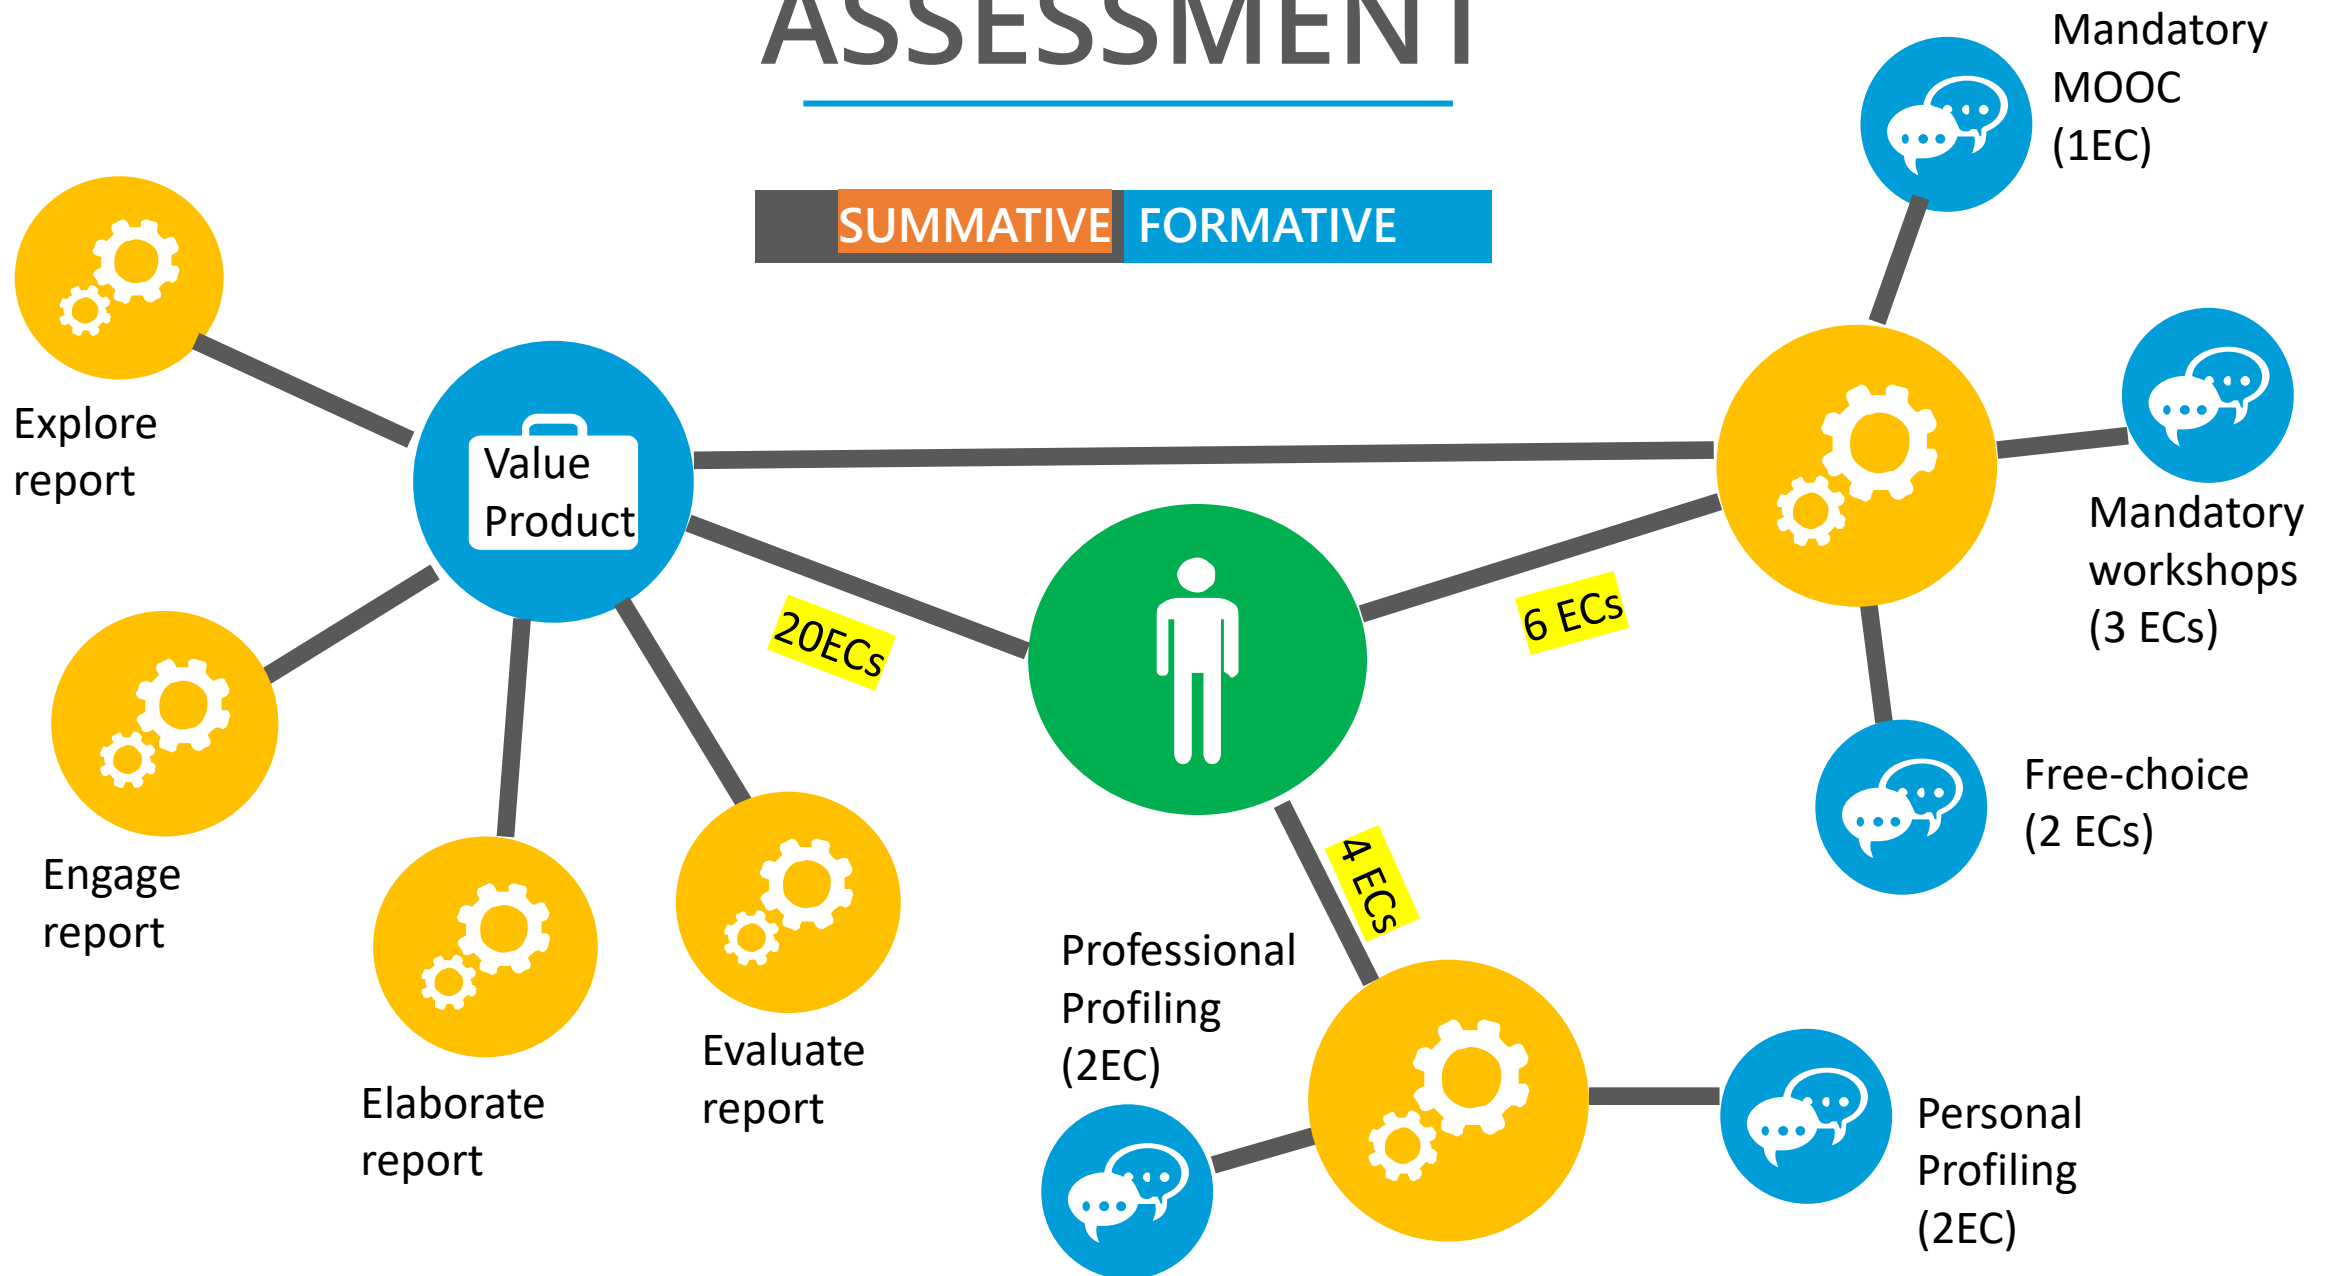 ASSESSMENT
SUMMATIVE FORMATIVE
Mandatory
MOOC
(1EC)
Explore
report
Value
Product
Mandatory
workshops
(3 ECs)
20ECs
6 ECs
Free-choice
(2 ECs)
4 ECs
Engage
report
Professional
Profiling
(2EC)
Evaluate
report
Elaborate
report
Personal
Profiling
(2EC)